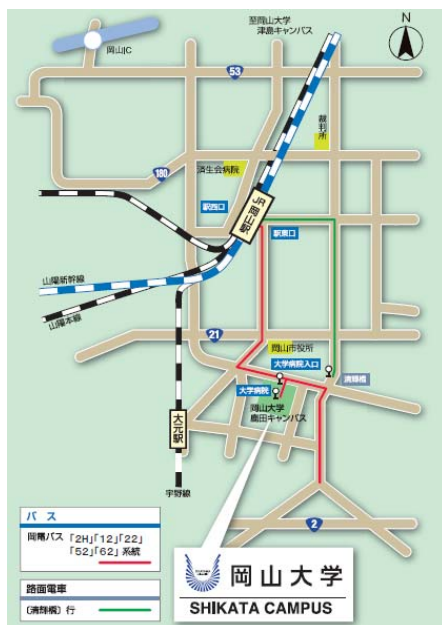 至岡山大学
津島キャンパス
N
岡山IC
53
裁判所
180
済生会病院
駅西口
JR岡山駅
駅東口
山陽新幹線
山陽本線
21
岡山市役所
大学病院入口
清輝橋
大学病院
岡山大学
鹿田キャンパス
大元駅
宇野線
2
バス
岡電バス「2H」「12」「22」
「52」「62」系統
路面電車
〔清輝橋〕行
岡山大学
SHIKATA CAMPUS